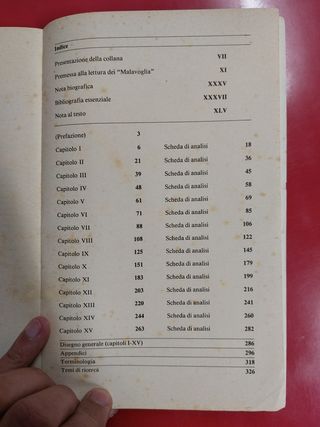 Indice
Presentazione della collana VII
Premessa alla lettura dei "Malavoglia" XI
Nota biografica XXXV
Bibliografia essenziale XXXVII
Nota al testo XLV
(Prefazione) 3
Capitolo I 6 Scheda di analisi 18
Capitolo II 21 Scheda di analisi 36
Capitolo III 39 Scheda di analisi 45
Capitolo IV 48 Scheda di analisi 58
Capitolo V 61 Scheda di analisi 69
Capitolo VI 71 Scheda di analisi 85
Capitolo VII 88 Scheda di analisi 106
Capitolo VIII 108 Scheda di analisi 122
Capitolo IX 125 Scheda di analisi 145
Capitolo X 151 Scheda di analisi 179
Capitolo XI 183 Scheda di analisi 199
Capitolo XII 203 Scheda di analisi 216
Capitolo XIII 220 Scheda di analisi 241
Capitolo XIV 244 Scheda di analisi 260
Capitolo XV 263 Scheda di analisi 282
Disegno generale (capitoli I-XV) 286
Appendici 296
Terminologia 318
Temi di ricerca 326